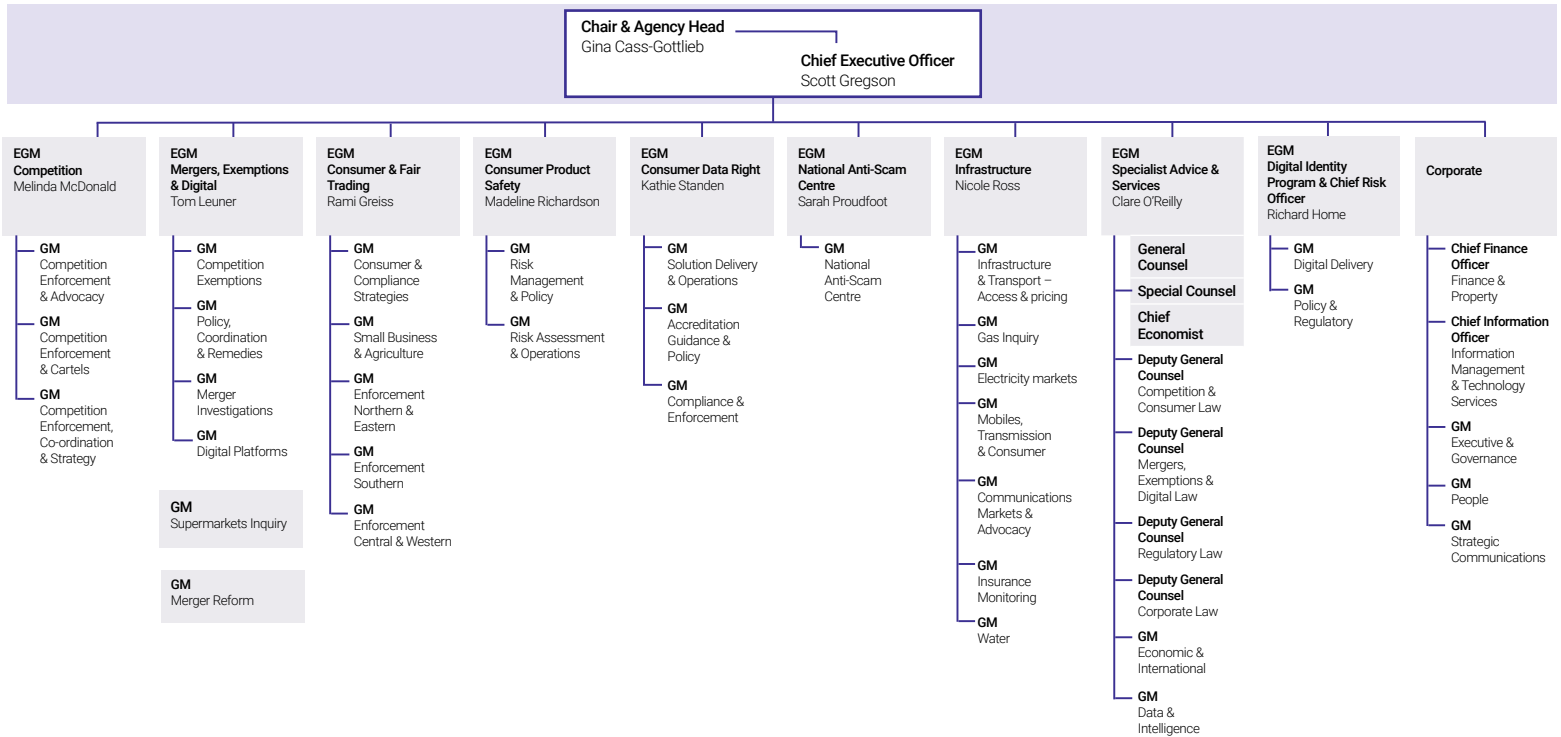 Chair & Agency Head
Gina Cass-Gottlieb
Chief Executive Officer
Scott Gregson
EGM
Competition
Melinda McDonald
GM
Competition
Enforcement
& Advocacy
GM
Competition
Enforcement
& Cartels
GM
Competition
Enforcement,
Co-ordination
& Strategy
EGM
Mergers, Exemptions
& Digital
Tom Leuner
GM
Competition
Exemptions
GM
Policy,
Coordination
& Remedies
GM
Merger
Investigations
GM
Digital Platforms
GM
Supermarkets Inquiry
GM
Merger Reform
EGM
Consumer & Fair
Trading
Rami Greiss
GM
Consumer &
Compliance
Strategies
GM
Small Business
& Agriculture
GM
Enforcement
Northern &
Eastern
GM
Enforcement
Southern
GM
Enforcement
Central & Western
EGM
Consumer Product
Safety
Madeline Richardson
GM
Risk
Management
& Policy
GM
Risk Assessment
& Operations
EGM
Consumer Data Right
Kathie Standen
GM
Solution Delivery
& Operations
GM
Accreditation
Guidance &
Policy
GM
Compliance &
Enforcement
EGM
National Anti-Scam
Centre
Sarah Proudfoot
GM
National
Anti-Scam
Centre
EGM
Infrastructure
Nicole Ross
GM
Infrastructure
& Transport –
Access & pricing
GM
Gas Inquiry
GM
Electricity markets
GM
Mobiles,
Transmission
& Consumer
GM
Communications
Markets &
Advocacy
GM
Insurance
Monitoring
GM
Water
EGM
Specialist Advice &
Services
Clare O'Reilly
General
Counsel
Special Counsel
Chief
Economist
Deputy General
Counsel
Competition &
Consumer Law
Deputy General
Counsel
Mergers,
Exemptions &
Digital Law
Deputy General
Counsel
Regulatory Law
Deputy General
Counsel
Corporate Law
GM
Economic &
International
GM
Data &
Intelligence
EGM
Digital Identity
Program & Chief Risk
Officer
Richard Home
GM
Digital Delivery
GM
Policy &
Regulatory
Corporate
Chief Finance
Officer
Finance &
Property
Chief Information
Officer
Information
Management
& Technology
Services
GM
Executive &
Governance
GM
People
GM
Strategic
Communications